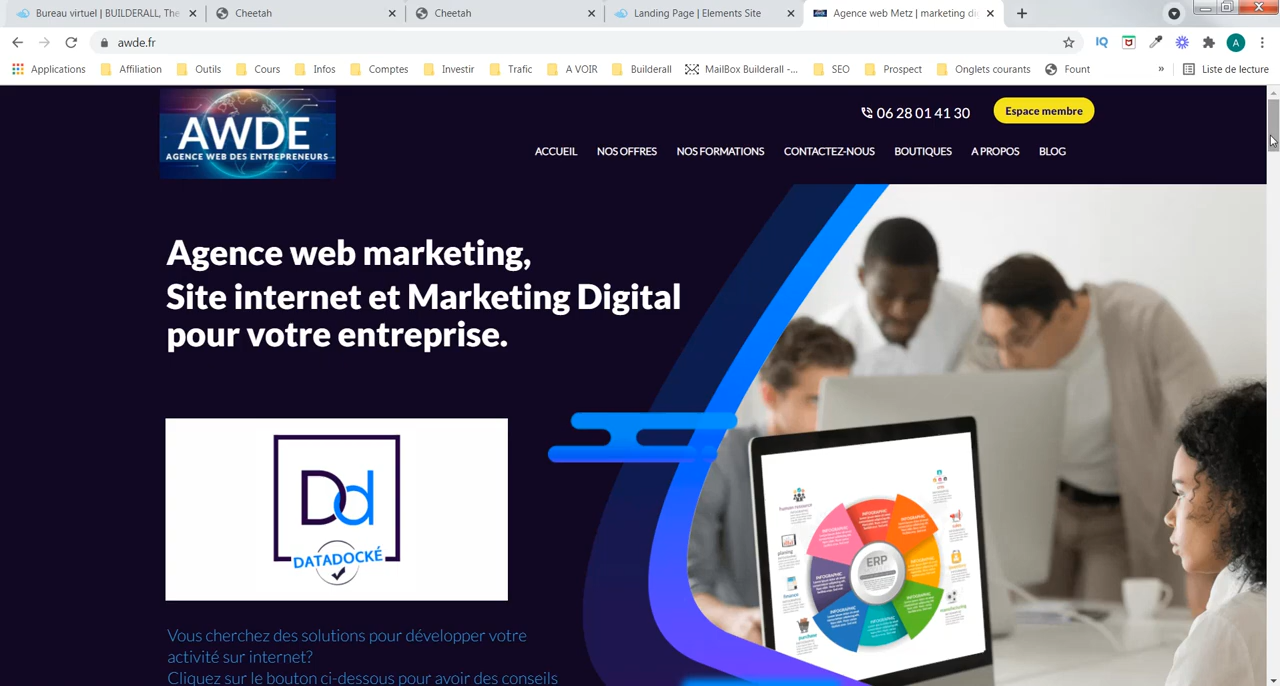 Bureau virtuel | BUILDERALL, The
Cheetah
Cheetah
Landing Page | Elements Site
Agence web Metz | marketing di
awde.fr
IQ
A
Applications
Affiliation
Outils
Cours
Infos
Comptes
Investir
Trafic
A VOIR
Builderall
MailBox Builderall -...
SEO
Prospect
Onglets courants
Fount
»
Liste de lecture
AWDE
AGENCE WEB DES ENTREPRENEURS
06 28 01 41 30
Espace membre
ACCUEIL
NOS OFFRES
NOS FORMATIONS
CONTACTEZ-NOUS
BOUTIQUES
A PROPOS
BLOG
Agence web marketing,
Site internet et Marketing Digital
pour votre entreprise.
Dd
DATADOCKÉ
ERP
Vous cherchez des solutions pour développer votre
activité sur internet?
Cliquez sur le bouton ci-dessous pour avoir des conseils